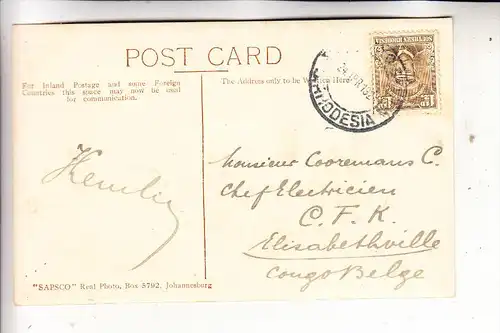 POST CARD
For Inland Postage and some Foreign
Countries this space may now be used
for communication.
The Address only to be Written Here
RHODESIA
SOUTHERN RHODESIA
Monsieur Cooremans C.
Chef Electricien
C. F. K.
Elisabethville
Congo Belge
"SAPSCO" Real Photo, Box 5792, Johannesburg